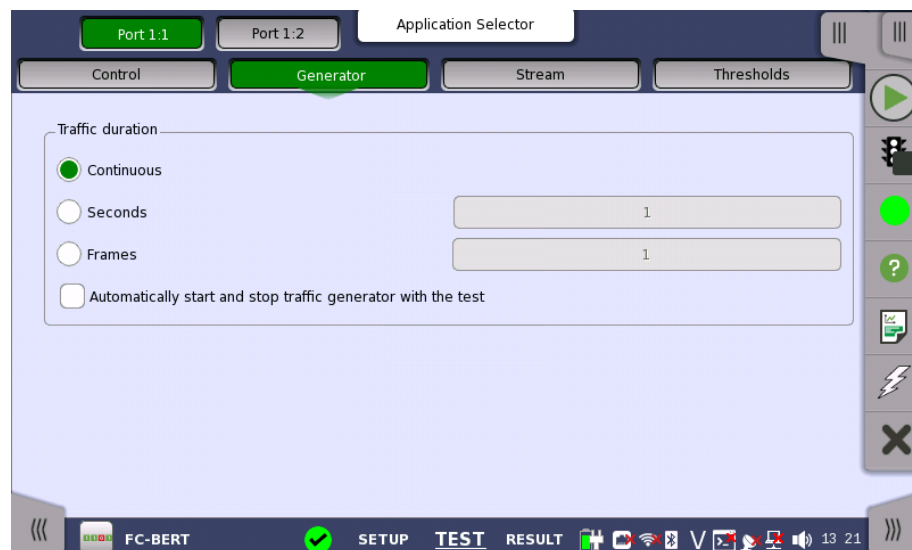 Port 1:1 Port 1:2 Application Selector
Control Generator Stream Thresholds
Traffic duration
Continuous
Seconds 1
Frames 1
Automatically start and stop traffic generator with the test
FC-BERT SETUP TEST RESULT V 13 21